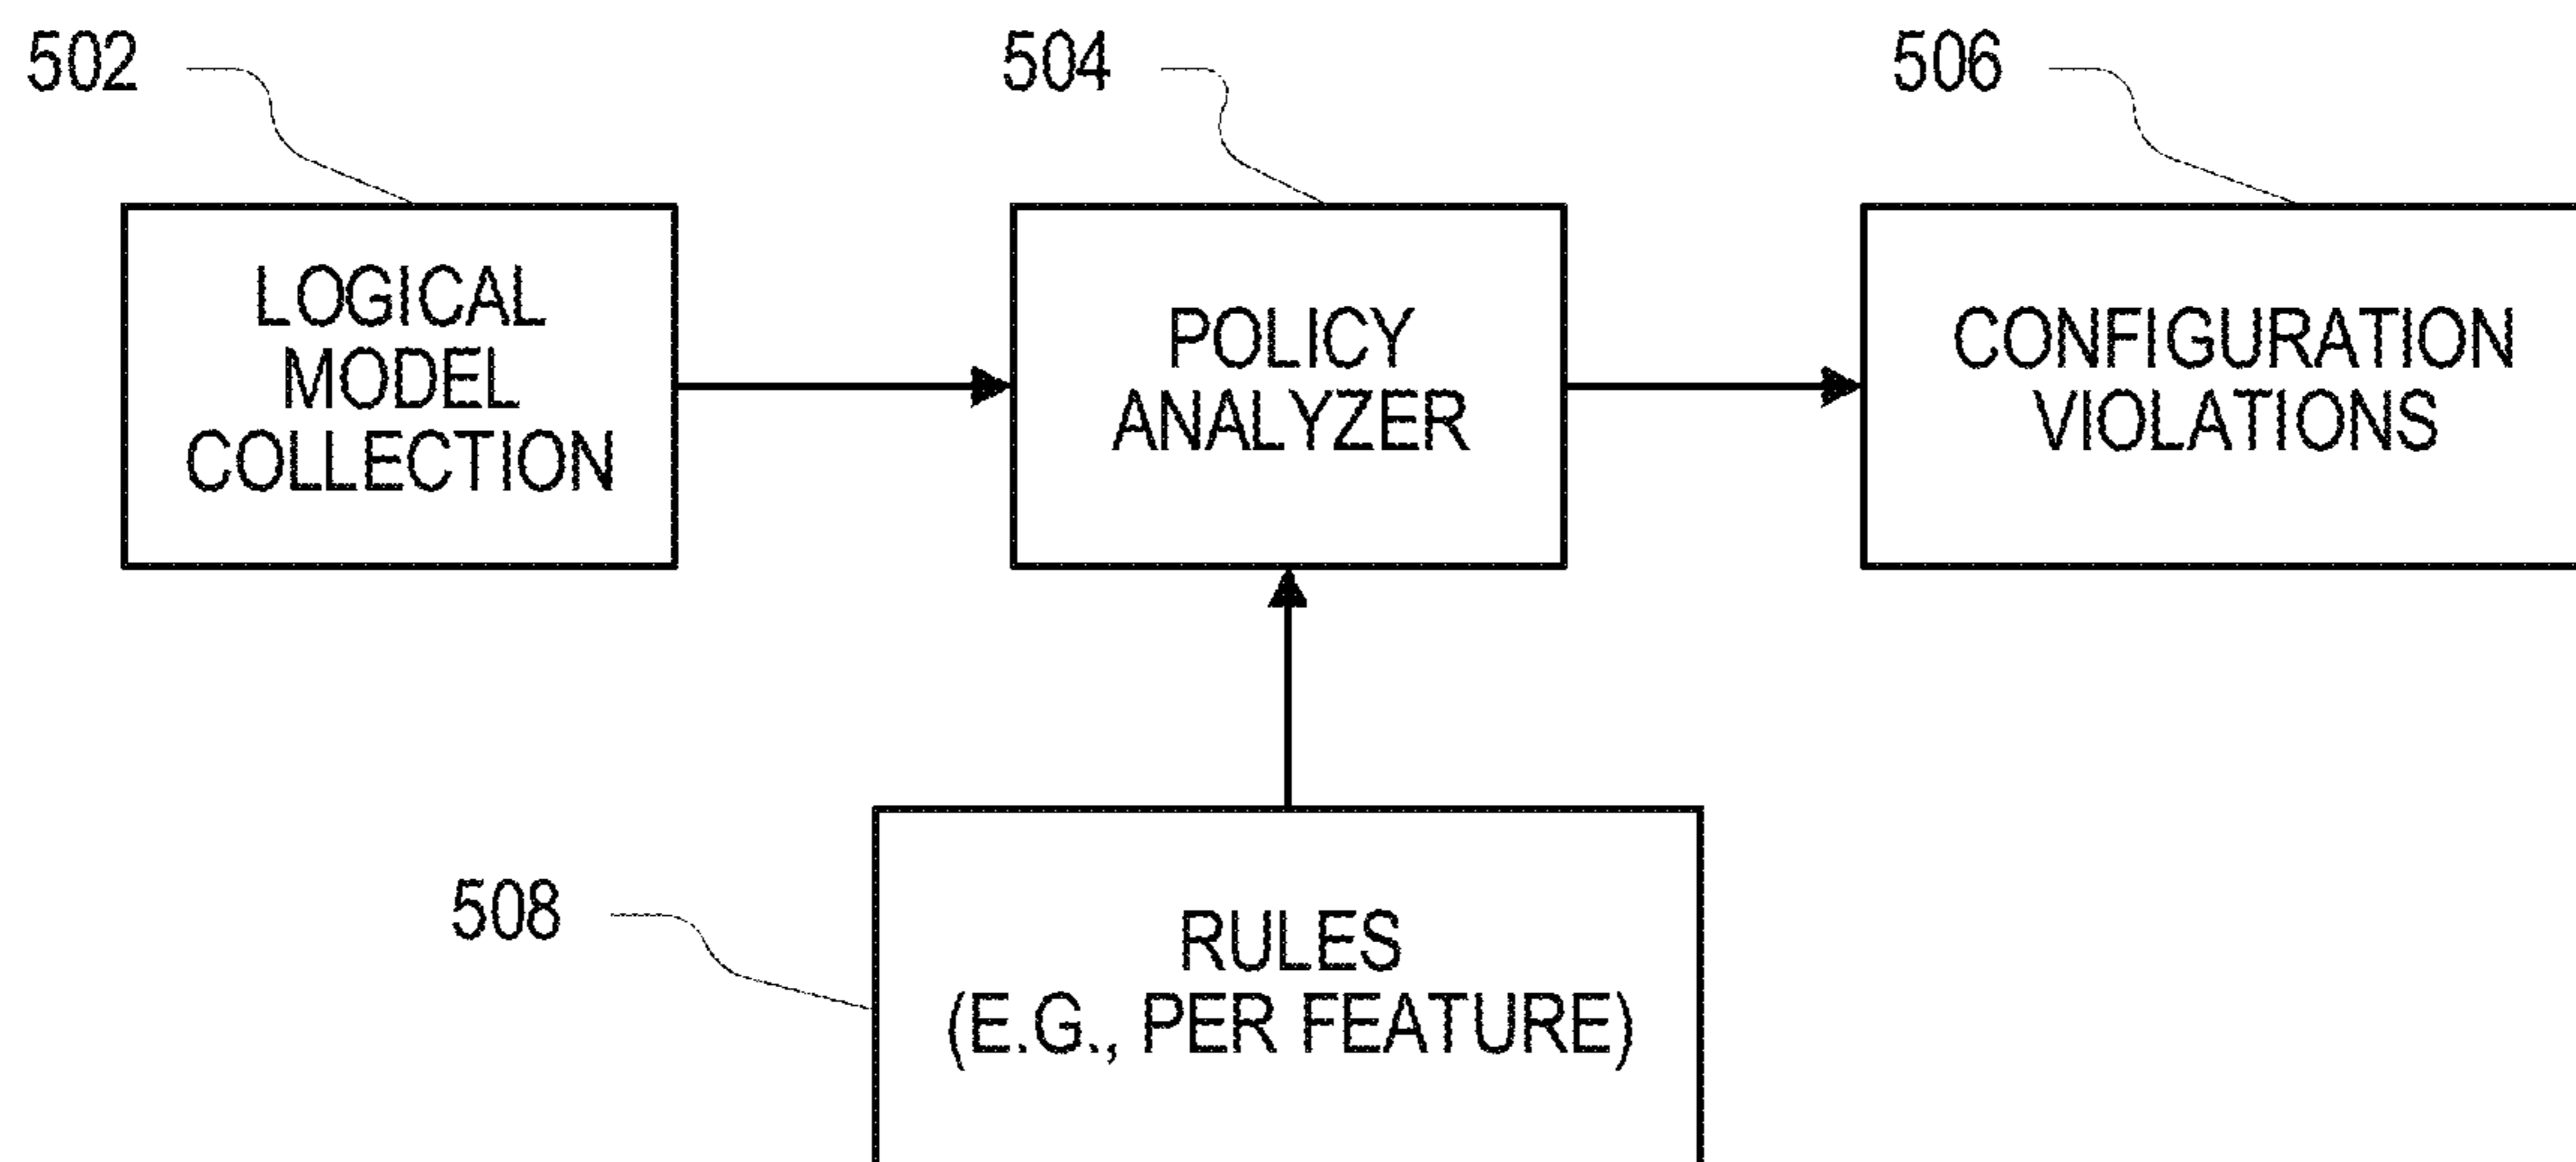 502
504
506
LOGICAL
MODEL
COLLECTION
POLICY
ANALYZER
CONFIGURATION
VIOLATIONS
508
RULES
(E.G., PER FEATURE)